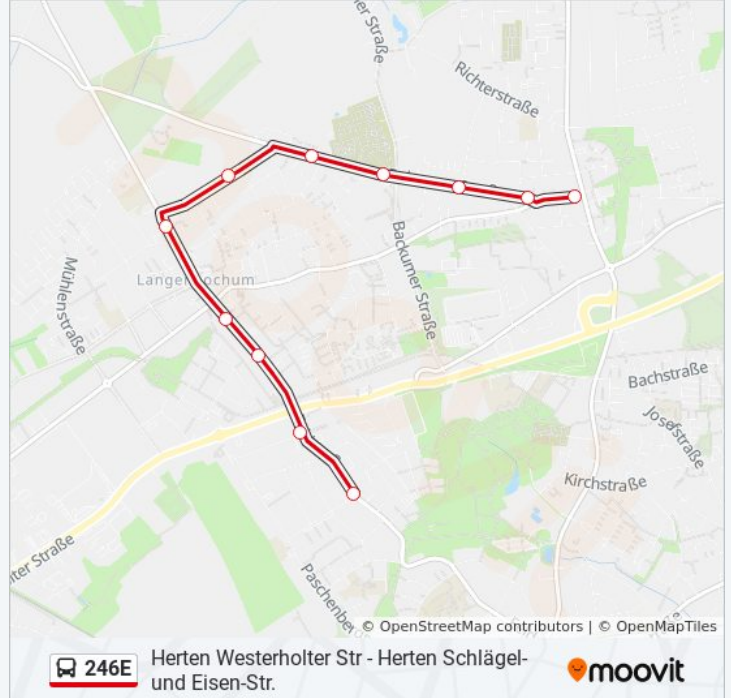 er Straße
Richterstraße
Backumer Straße
Mühlenstraße
Langenbochum
Bachstraße
Josefstraße
Kirchstraße
Paschenberg
© OpenStreetMap contributors | © OpenMapTiles
246E
Herten Westerholter Str - Herten Schlägel-
und Eisen-Str.
moovit